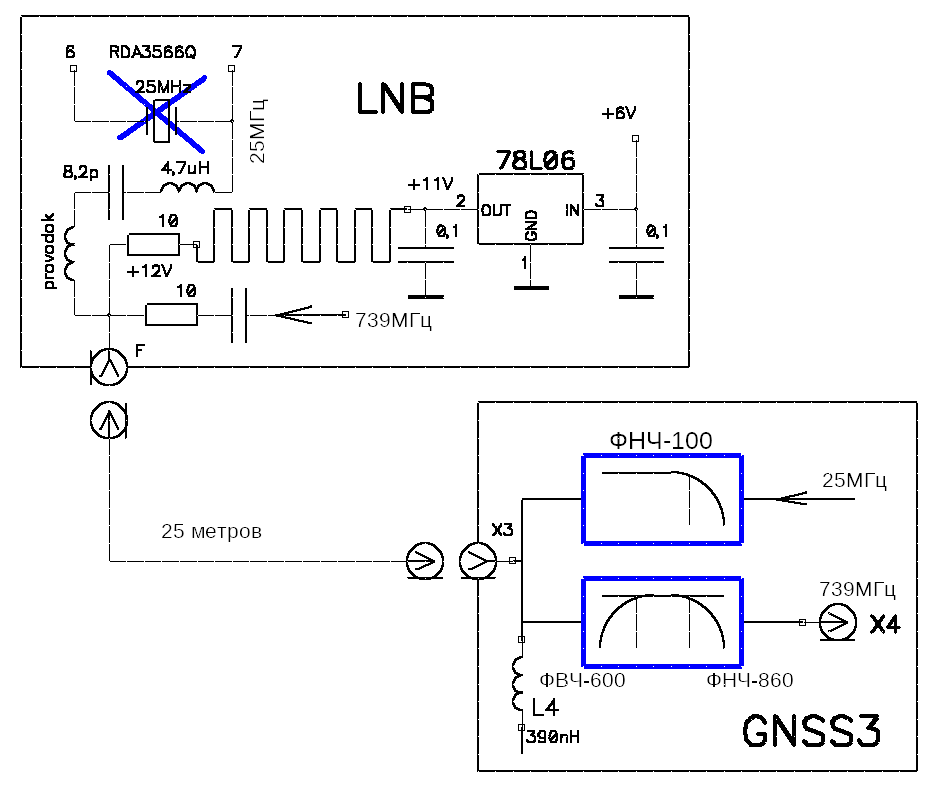 6 RDA3566Q 7
25MHz
25МГц
LNB
+6V
8,2p 4,7uH
78L06
+11V 2 OUT IN 3
GND
1
0,1
0,1
provodok
10
+12V
10
739МГц
F
25 метров
X3
ФНЧ-100
25МГц
739МГц
X4
ФВЧ-600 ФНЧ-860
L4
390nH
GNSS3